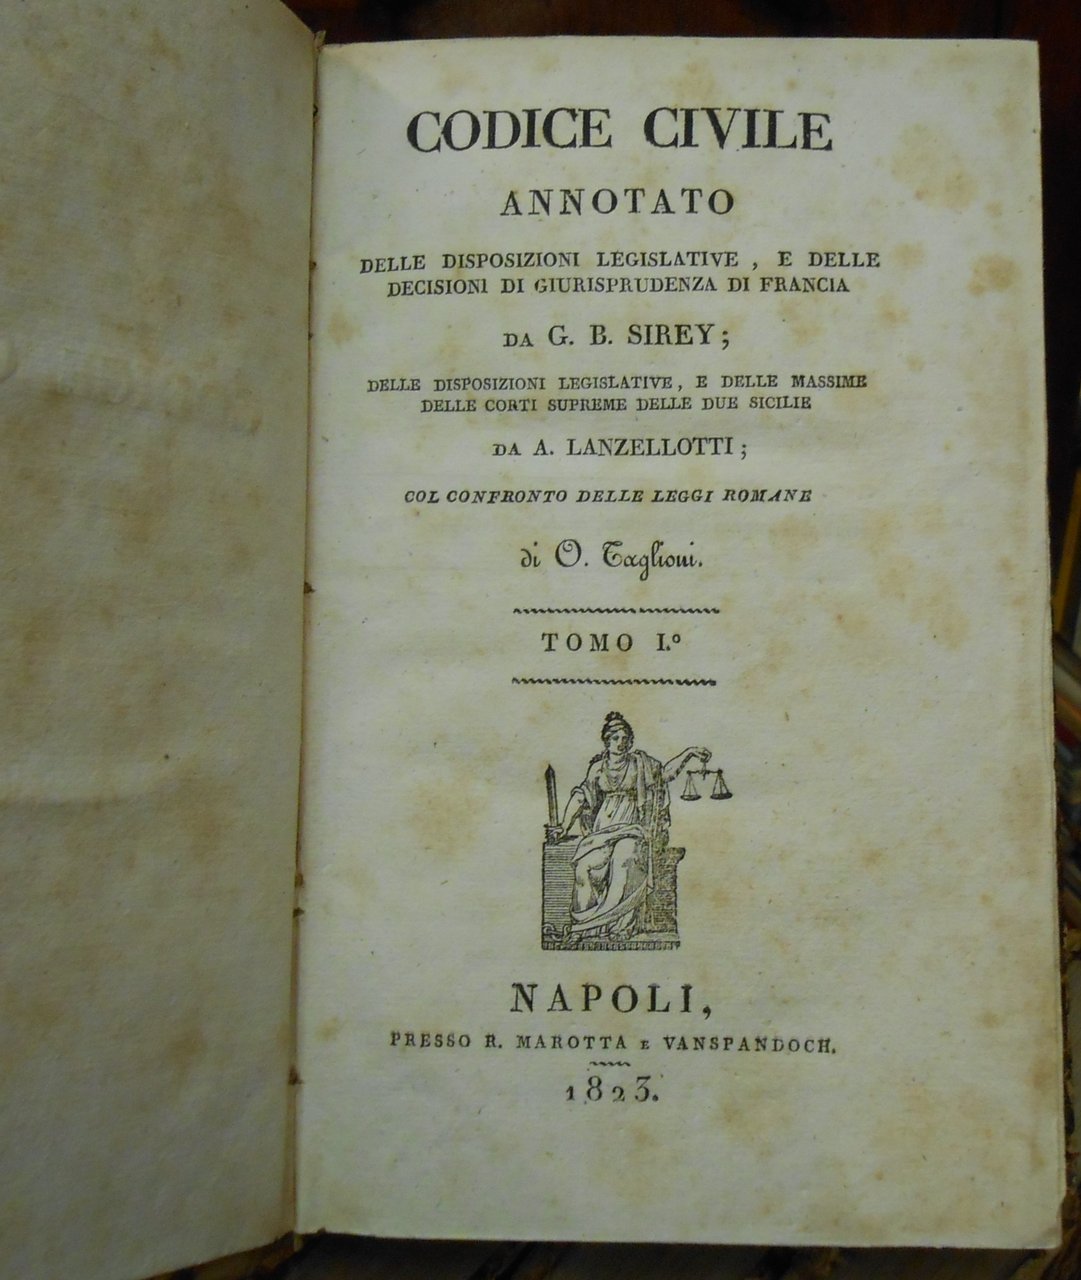 CODICE CIVILE
ANNOTATO
DELLE DISPOSIZIONI LEGISLATIVE, E DELLE
DECISIONI DI GIURISPRUDENZA DI FRANCIA
DA G. B. SIREY;
DELLE DISPOSIZIONI LEGISLATIVE, E DELLE MASSIME
DELLE CORTI SUPREME DELLE DUE SICILIE
DA A. LANZELLOTTI;
COL CONFRONTO DELLE LEGGI ROMANE
di O. Taglioni.
TOMO I.º
NAPOLI,
PRESSO R. MAROTTA E VANSPANDOCH.
1823.